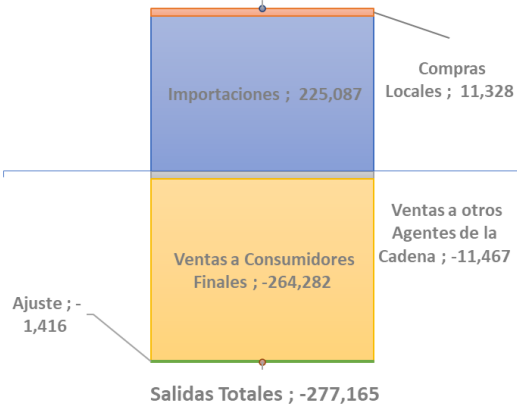 Compras
Locales ; 11,328
Importaciones ; 225,087
Ventas a otros
Agentes de la
Cadena ; -11,467
Ventas a Consumidores
Finales ; -264,282
Ajuste ; -
1,416
Salidas Totales ; -277,165